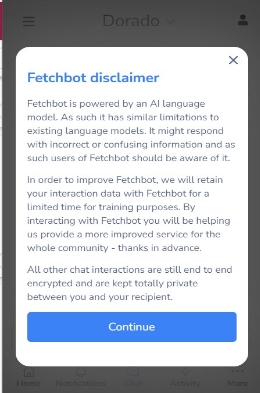 Dorado
Fetchbot disclaimer
Fetchbot is powered by an AI language
model. As such it has similar limitations to
existing language models. It might respond
with incorrect or confusing information and as
such users of Fetchbot should be aware of it.
In order to improve Fetchbot, we will retain
your interaction data with Fetchbot for a
limited time for training purposes. By
interacting with Fetchbot you will be helping
us provide a more improved service for the
whole community - thanks in advance.
All other chat interactions are still end to end
encrypted and are kept totally private
between you and your recipient.
Continue
Home Notifications Chat Activity More